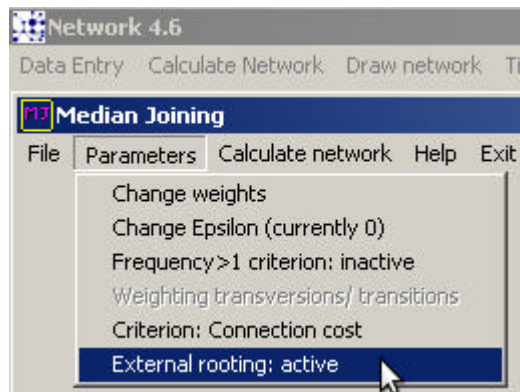 Network 4.6
Data Entry Calculate Network Draw network
MJ Median Joining
File Parameters Calculate network Help Exit
Change weights
Change Epsilon (currently 0)
Frequency>1 criterion: inactive
Weighting transversions/ transitions
Criterion: Connection cost
External rooting: active